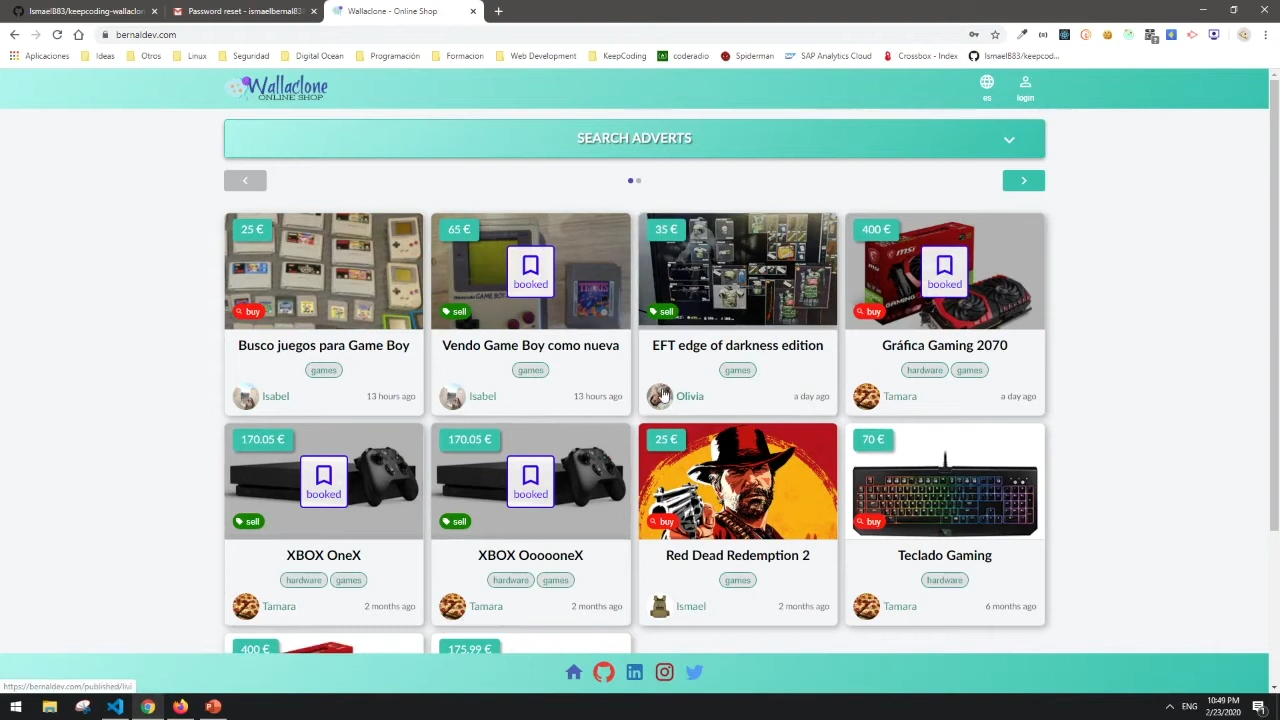 Ismael883/keepcoding-wallaclon
Password reset - ismaelbernal83
Wallaclone - Online Shop
bernaldev.com
Aplicaciones
Ideas
Otros
Linux
Seguridad
Digital Ocean
Programación
Formacion
Web Development
KeepCoding
coderadio
Spiderman
SAP Analytics Cloud
Crossbox - Index
Ismael883/keepcod...
Wallaclone
ONLINE SHOP
es
login
SEARCH ADVERTS
25 €
buy
Busco juegos para Game Boy
games
Isabel
13 hours ago
65 €
booked
sell
Vendo Game Boy como nueva
games
Isabel
13 hours ago
35 €
sell
EFT edge of darkness edition
games
Olivia
a day ago
400 €
booked
buy
Gráfica Gaming 2070
hardware games
Tamara
a day ago
170.05 €
booked
sell
XBOX OneX
hardware games
Tamara
2 months ago
170.05 €
booked
sell
XBOX OooooneX
hardware games
Tamara
2 months ago
25 €
buy
Red Dead Redemption 2
games
Ismael
2 months ago
70 €
buy
Teclado Gaming
hardware
Tamara
6 months ago
400 €
175.99 €
https://bernaldev.com/published/livi
ENG
10:49 PM
2/23/2020